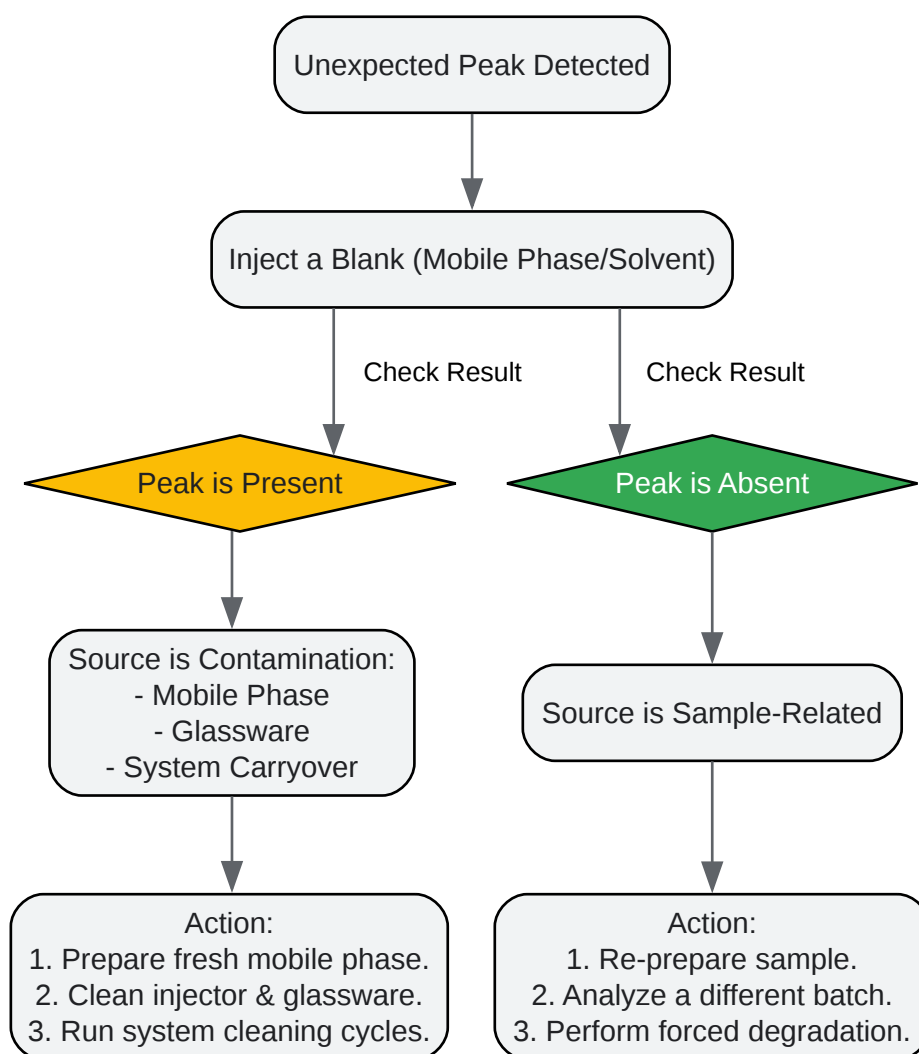 Unexpected Peak Detected
Inject a Blank (Mobile Phase/Solvent)
Check Result
Check Result
Peak is Present
Peak is Absent
Source is Contamination:
- Mobile Phase
- Glassware
- System Carryover
Source is Sample-Related
Action:
1. Prepare fresh mobile phase.
2. Clean injector & glassware.
3. Run system cleaning cycles.
Action:
1. Re-prepare sample.
2. Analyze a different batch.
3. Perform forced degradation.